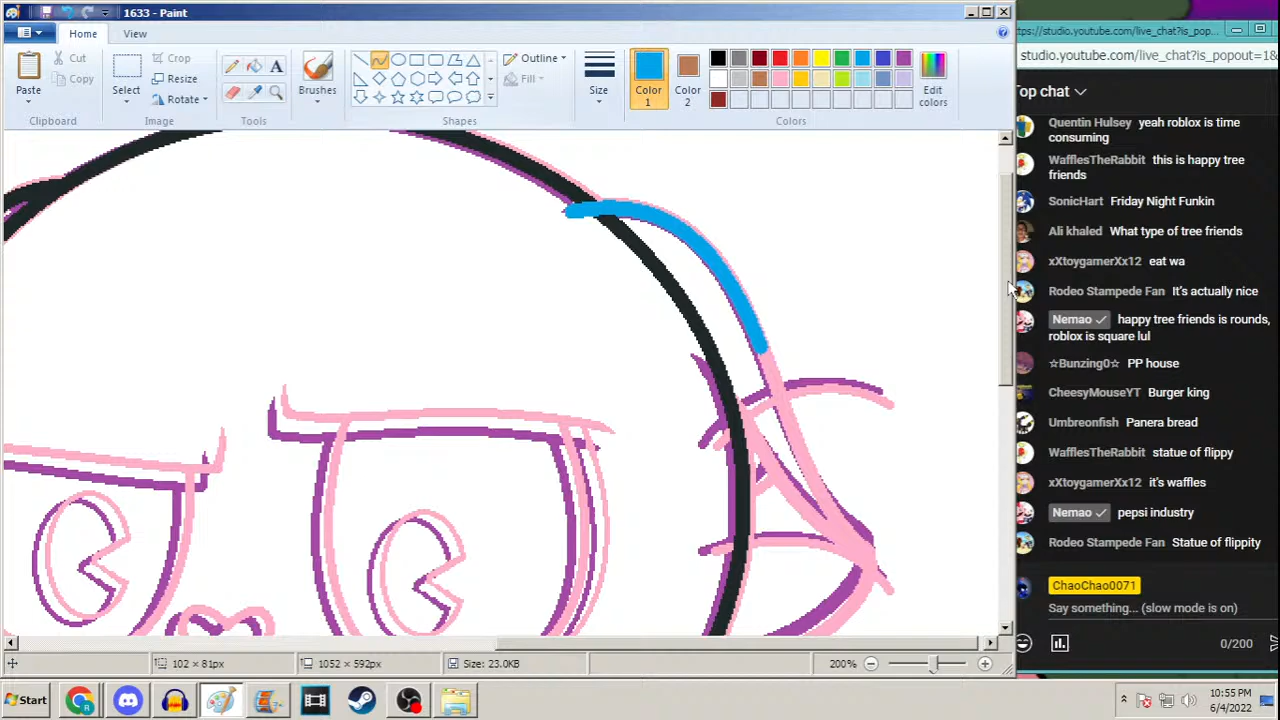 1633 - Paint
ttps://studio.youtube.com/live_chat?is_pop...
studio.youtube.com/live_chat?is_popout=1&
Home
View
Paste
Cut
Copy
Clipboard
Select
Crop
Resize
Rotate
Image
Tools
Brushes
Shapes
Outline
Fill
Size
Color
1
Color
2
Edit
colors
Colors
Top chat
Quentin Hulsey yeah roblox is time
consuming
WafflesTheRabbit this is happy tree
friends
SonicHart Friday Night Funkin
Ali khaled What type of tree friends
xXtoygamerXx12 eat wa
Rodeo Stampede Fan It's actually nice
Nemao happy tree friends is rounds,
roblox is square lul
☆Bunzing0☆ PP house
CheesyMouseYT Burger king
Umbreonfish Panera bread
WafflesTheRabbit statue of flippy
xXtoygamerXx12 it's waffles
Nemao pepsi industry
Rodeo Stampede Fan Statue of flippity
ChaoChao0071
Say something... (slow mode is on)
0/200
102 × 81px
1052 × 592px
Size: 23.0KB
200%
Start
10:55 PM
6/4/2022